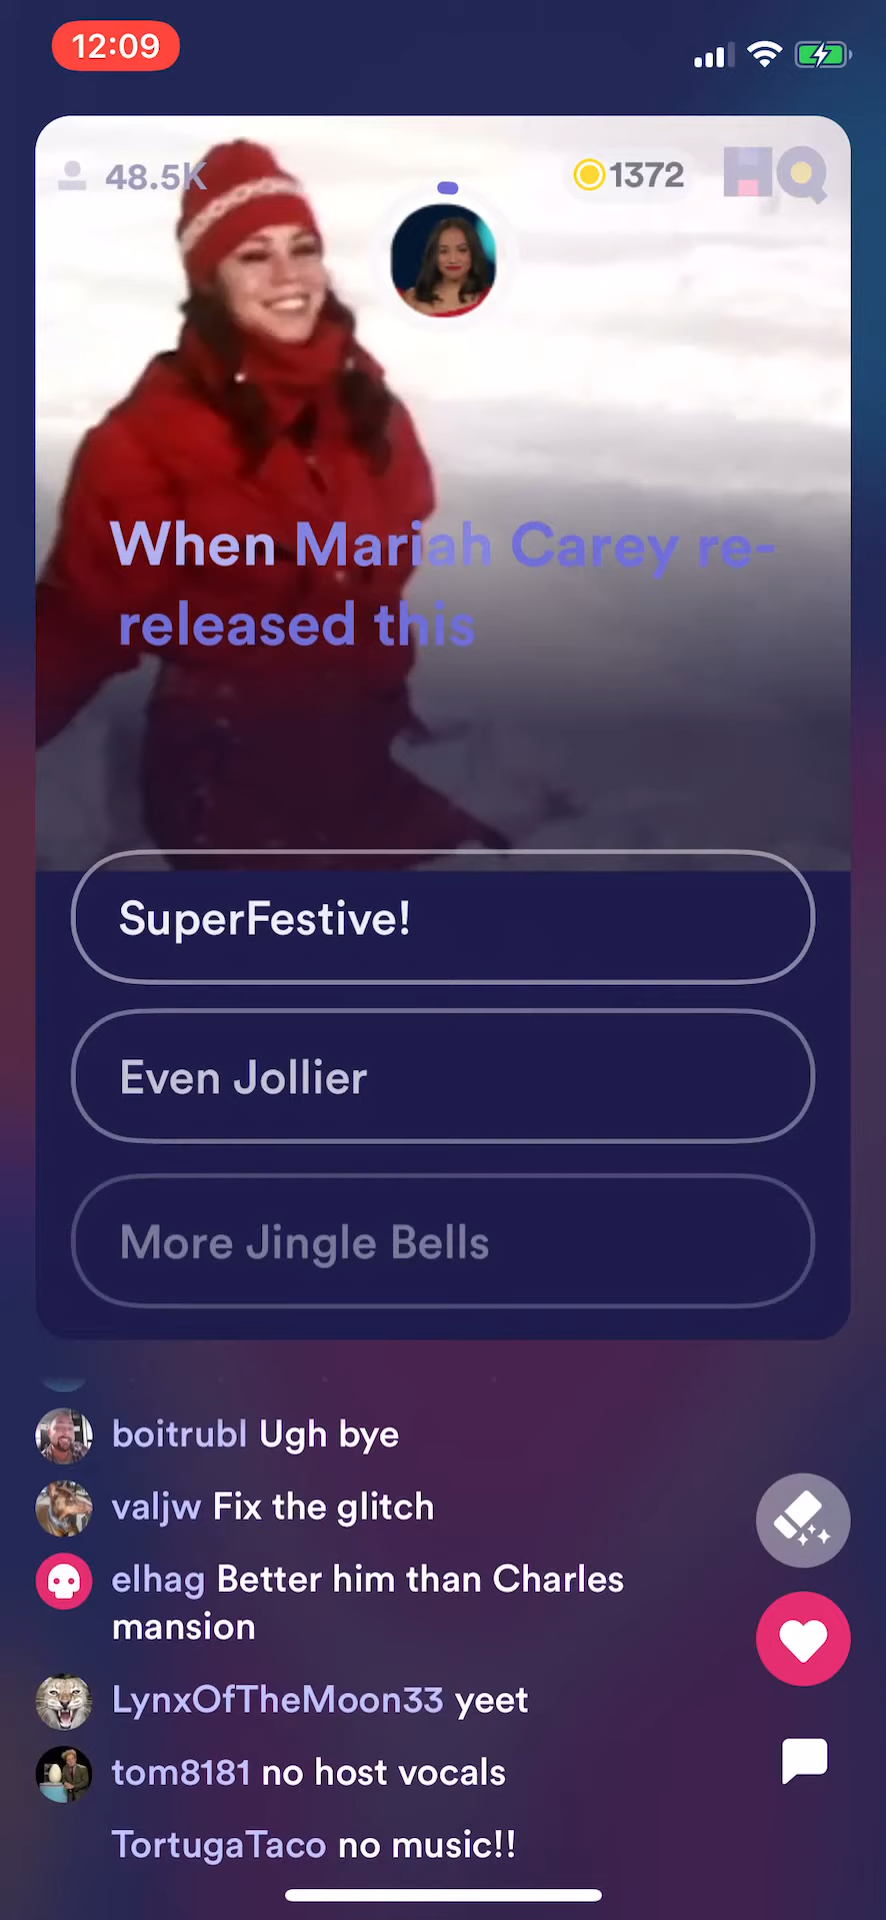 12:09
48.5K
1372
HQ
When Mariah Carey re-
released this
SuperFestive!
Even Jollier
More Jingle Bells
boitrubl Ugh bye
valjw Fix the glitch
elhag Better him than Charles
mansion
LynxOfTheMoon33 yeet
tom8181 no host vocals
TortugaTaco no music!!